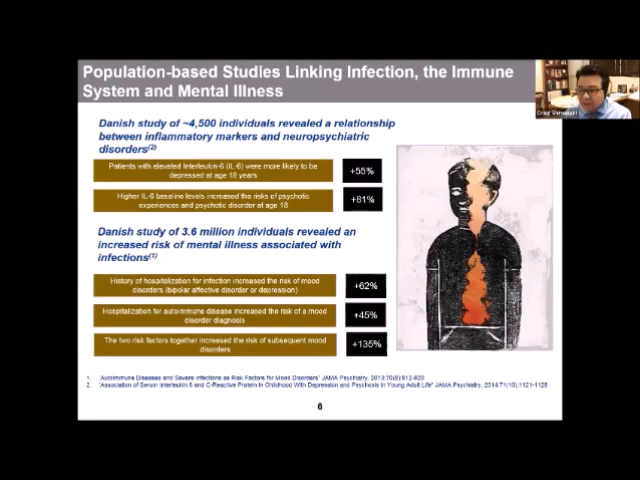 Population-based Studies Linking Infection, the Immune
System and Mental Illness
Danish study of ~4,500 individuals revealed a relationship
between inflammatory markers and neuropsychiatric
disorders(2)
Patients with elevated Interleukin-6 (IL-6) were more likely to be
depressed at age 18 years
+55%
Higher IL-6 baseline levels increased the risks of psychotic
experiences and psychotic disorder at age 18
+81%
Danish study of 3.6 million individuals revealed an
increased risk of mental illness associated with
infections(1)
History of hospitalization for infection increased the risk of mood
disorders (bipolar affective disorder or depression)
+62%
Hospitalization for autoimmune disease increased the risk of a mood
disorder diagnosis
+45%
The two risk factors together increased the risk of subsequent mood
disorders
+135%
1. "Autoimmune Diseases and Severe Infections as Risk Factors for Mood Disorders" JAMA Psychiatry. 2013;70(8):812-820
2. "Association of Serum Interleukin 6 and C-Reactive Protein in Childhood With Depression and Psychosis in Young Adult Life" JAMA Psychiatry. 2014;71(10):1121-1128
6